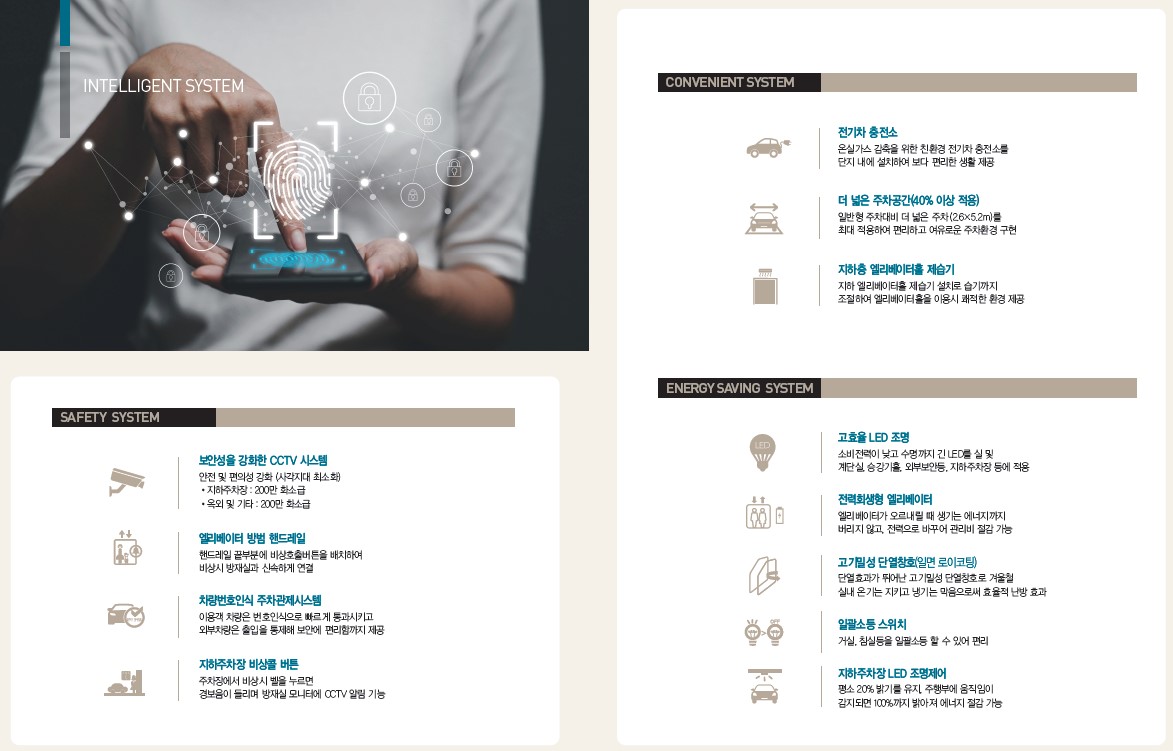 INTELLIGENT SYSTEM
SAFETY SYSTEM
보안성을 강화한 CCTV 시스템
안전 및 편의성 강화 (사각지대 최소화)
• 지하주차장 : 200만 화소급
• 옥외 및 기타 : 200만 화소급
엘리베이터 방범 핸드레일
핸드레일 끝부분에 비상호출버튼을 배치하여
비상시 방재실과 신속하게 연결
차량번호인식 주차관제시스템
이용객 차량은 번호인식으로 빠르게 통과시키고
외부차량은 출입을 통제해 보안에 편리함까지 제공
지하주차장 비상콜 버튼
주차장에서 비상시 벨을 누르면
경보음이 들리며 방재실 모니터에 CCTV 알림 기능
CONVENIENT SYSTEM
전기차 충전소
온실가스 감축을 위한 친환경 전기차 충전소를
단지 내에 설치하여 보다 편리한 생활 제공
더 넓은 주차공간(40% 이상 적용)
일반형 주차대비 더 넓은 주차(2.6×5.2m)를
최대 적용하여 편리하고 여유로운 주차환경 구현
지하층 엘리베이터홀 제습기
지하 엘리베이터홀 제습기 설치로 습기까지
조절하여 엘리베이터홀을 이용시 쾌적한 환경 제공
ENERGY SAVING SYSTEM
LED
고효율 LED 조명
소비전력이 낮고 수명까지 긴 LED를 실 및
계단실, 승강기홀, 외부보안등, 지하주차장 등에 적용
전력회생형 엘리베이터
엘리베이터가 오르내릴 때 생기는 에너지까지
버리지 않고, 전력으로 바꾸어 관리비 절감 가능
고기밀성 단열창호(일면 로이코팅)
단열효과가 뛰어난 고기밀성 단열창호로 겨울철
실내 온기는 지키고 냉기는 막음으로써 효율적 난방 효과
OFF
일괄소등 스위치
거실, 침실등을 일괄소등 할 수 있어 편리
지하주차장 LED 조명제어
평소 20% 밝기를 유지, 주행부에 움직임이
감지되면 100%까지 밝아져 에너지 절감 가능